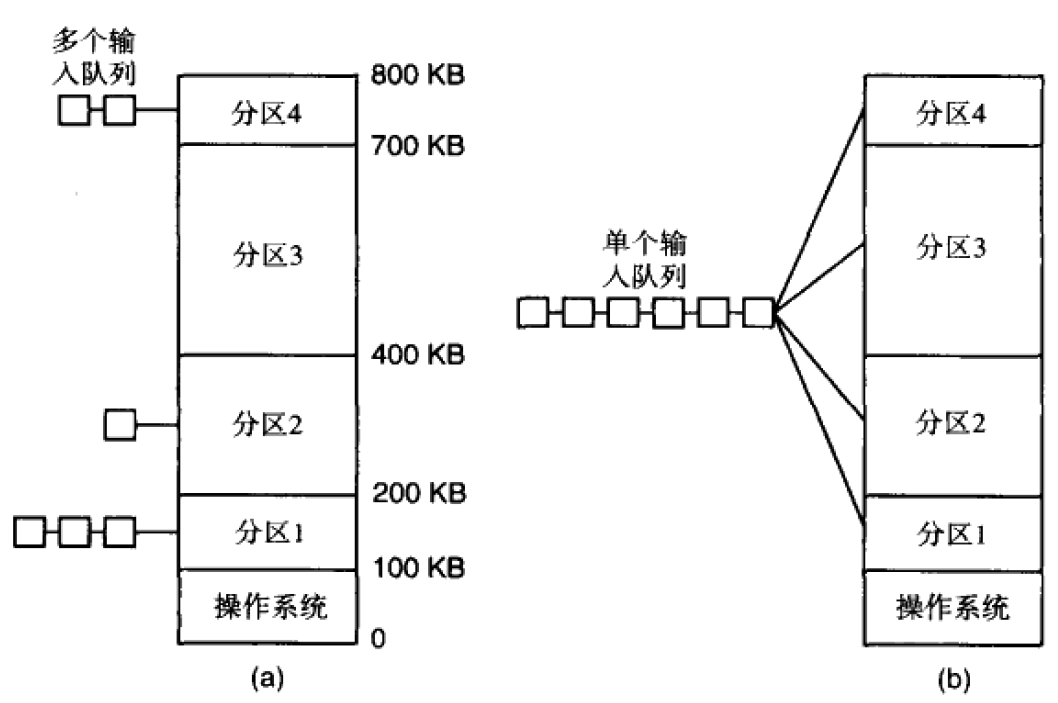 多个输
入队列
800 KB
分区4
700 KB
分区3
400 KB
分区2
200 KB
分区1
100 KB
操作系统
0
(a)
单个输
入队列
分区4
分区3
分区2
分区1
操作系统
(b)